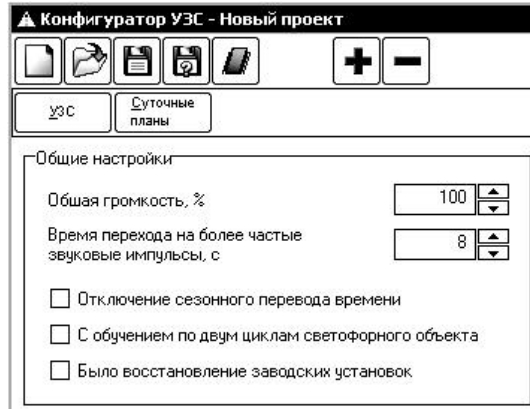 Конфигуратор УЗС - Новый проект
УЗС
Суточные
планы
Общие настройки
Обшая громкость, %
100
Время перехода на более частые
звуковые импульсы, с
8
Отключение сезонного перевода времени
С обучением по двум циклам светофорного объекта
Было восстановление заводских установок